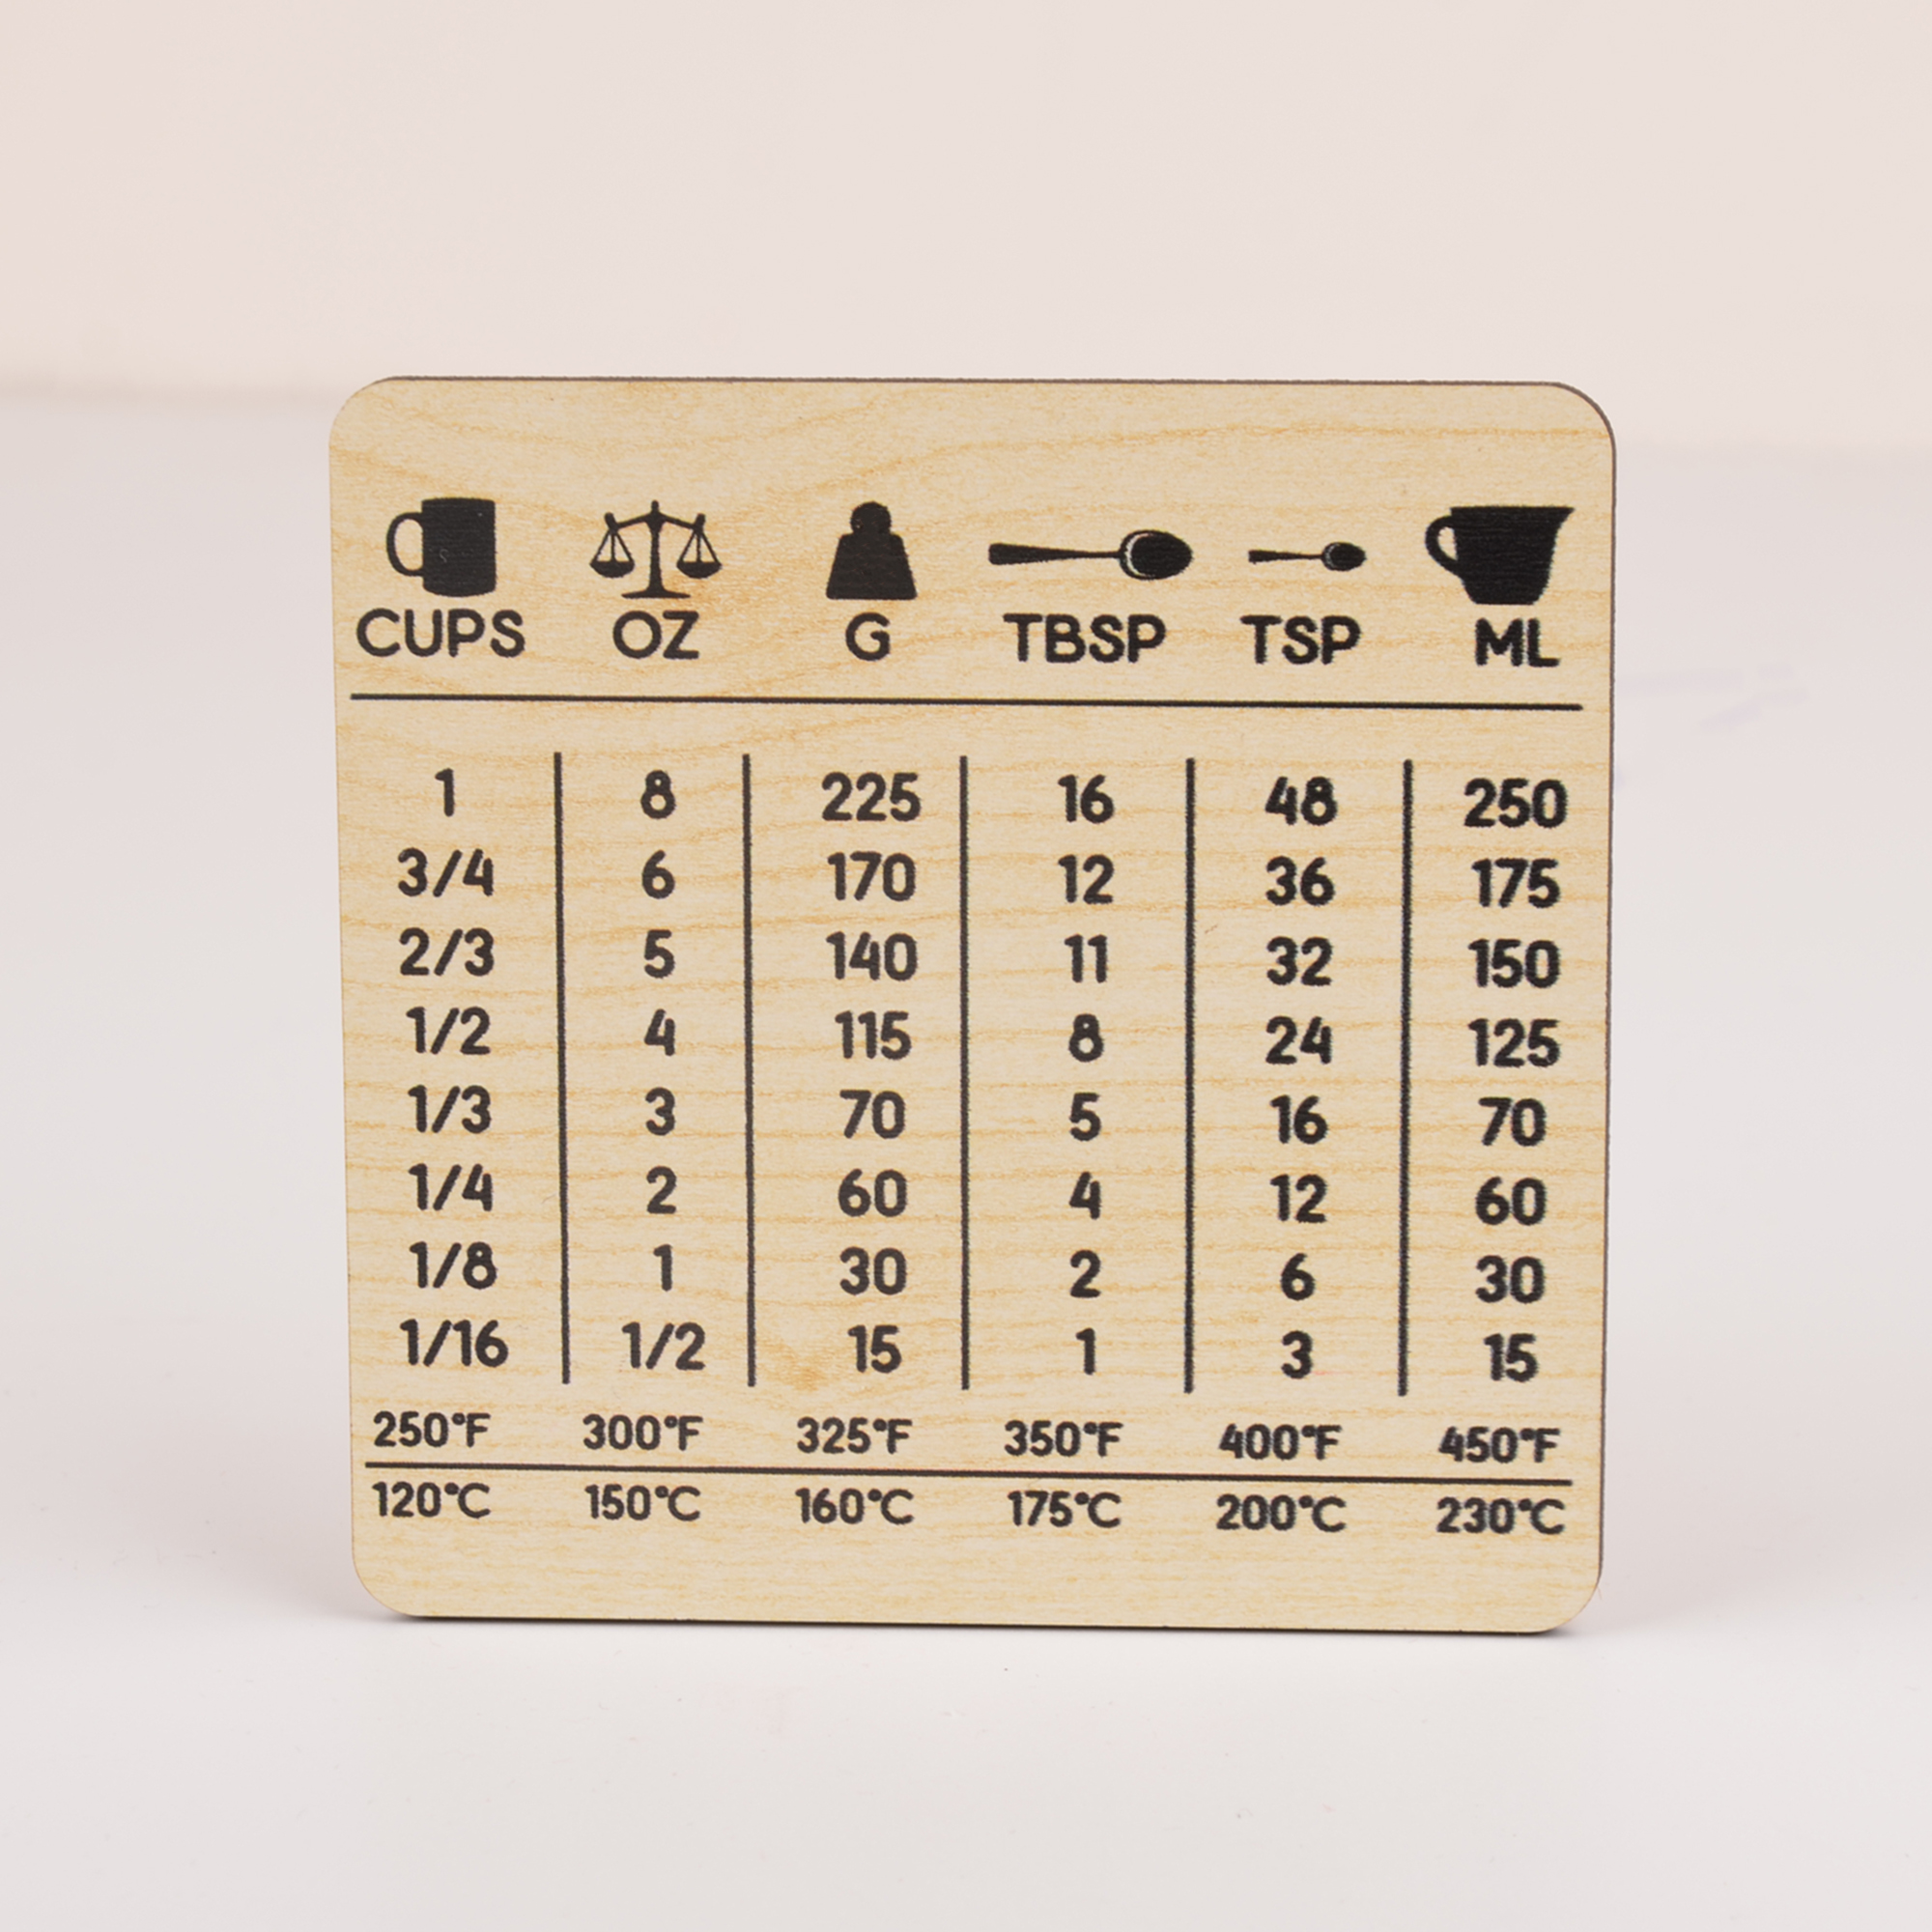 CUPS OZ G TBSP TSP ML
1 8 225 16 48 250
3/4 6 170 12 36 175
2/3 5 140 11 32 150
1/2 4 115 8 24 125
1/3 3 70 5 16 70
1/4 2 60 4 12 60
1/8 1 30 2 6 30
1/16 1/2 15 1 3 15
250°F 300°F 325°F 350°F 400°F 450°F
120°C 150°C 160°C 175°C 200°C 230°C